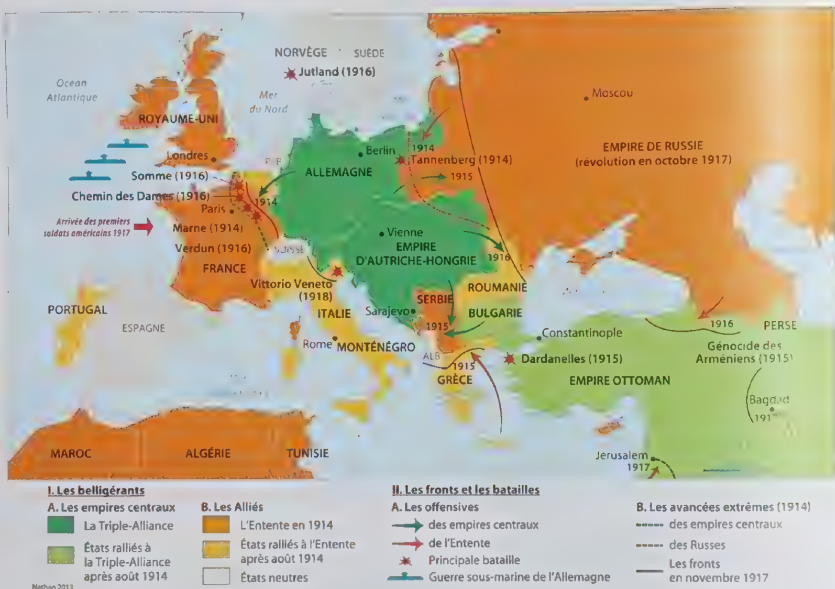 NORVÈGE
SUÈDE
Jutland (1916)
Ocean
Atlantique
Mer
du Nord
Moscou
ROYAUME-UNI
EMPIRE DE RUSSIE
(révolution en octobre 1917)
Londres
Berlin
1914
Tannenberg (1914)
Somme (1916)
ALLEMAGNE
1915
Chemin des Dames (1916)
1914
Paris
Arrivée des premiers
soldats américains 1917
Marne (1914)
Vienne
Verdun (1916)
SUISSE
EMPIRE
D'AUTRICHE-HONGRIE
1916
FRANCE
Vittorio Veneto
(1918)
ROUMANIE
SERBIE
PORTUGAL
Sarajevo
BULGARIE
ITALIE
ESPAGNE
1915
Constantinople
1916
PERSE
Rome
MONTÉNÉGRO
ALB
1915
Dardanelles (1915)
Génocide des
Arméniens (1915)
GRÈCE
EMPIRE OTTOMAN
Bagdad
MAROC
ALGÉRIE
TUNISIE
Jerusalem
1917
I. Les belligérants
A. Les empires centraux
La Triple-Alliance
États ralliés à
la Triple-Alliance
après août 1914
B. Les Alliés
L'Entente en 1914
États ralliés à l'Entente
après août 1914
États neutres
II. Les fronts et les batailles
A. Les offensives
des empires centraux
de l'Entente
Principale bataille
Guerre sous-marine de l'Allemagne
B. Les avancées extrêmes (1914)
des empires centraux
des Russes
Les fronts
en novembre 1917
Nathan 2013